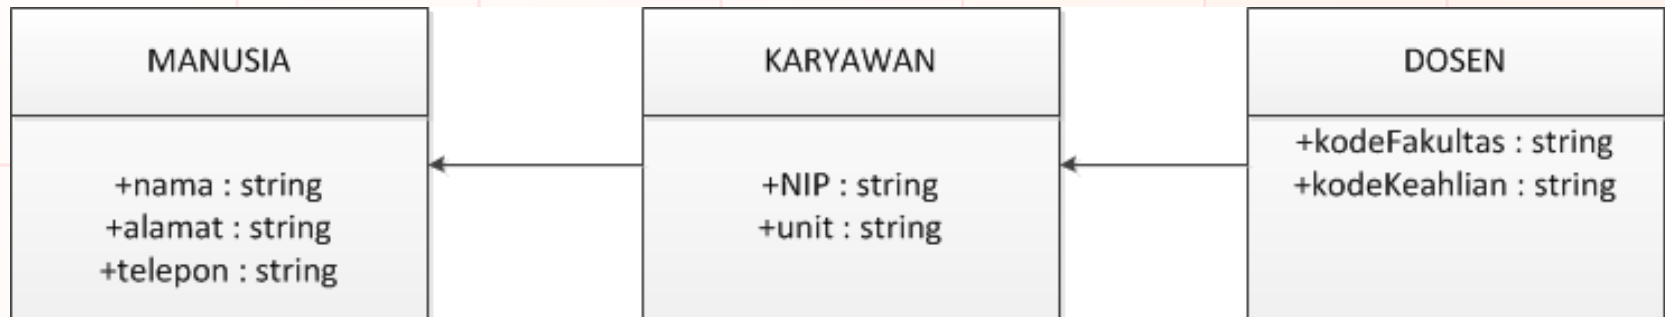 MANUSIA
+nama : string
+alamat : string
+telepon : string
KARYAWAN
+NIP : string
+unit : string
DOSEN
+kodeFakultas : string
+kodeKeahlian : string